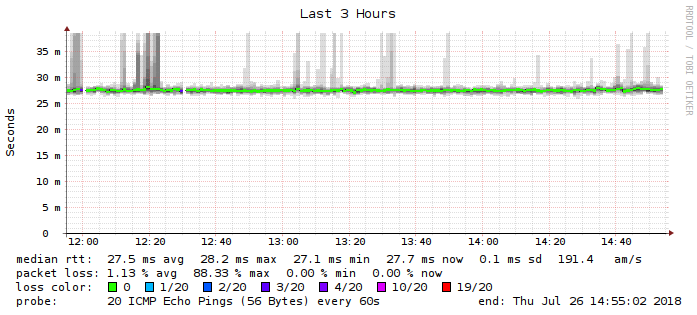 Last 3 Hours
RRDTOOL / TOBI OETIKER
Seconds
35 m
30 m
25 m
20 m
15 m
10 m
5 m
0
12:00 12:20 12:40 13:00 13:20 13:40 14:00 14:20 14:40
median rtt: 27.5 ms avg 28.2 ms max 27.1 ms min 27.7 ms now 0.1 ms sd 191.4 am/s
packet loss: 1.13 % avg 88.33 % max 0.00 % min 0.00 % now
loss color: 0 1/20 2/20 3/20 4/20 10/20 19/20
probe: 20 ICMP Echo Pings (56 Bytes) every 60s end: Thu Jul 26 14:55:02 2018